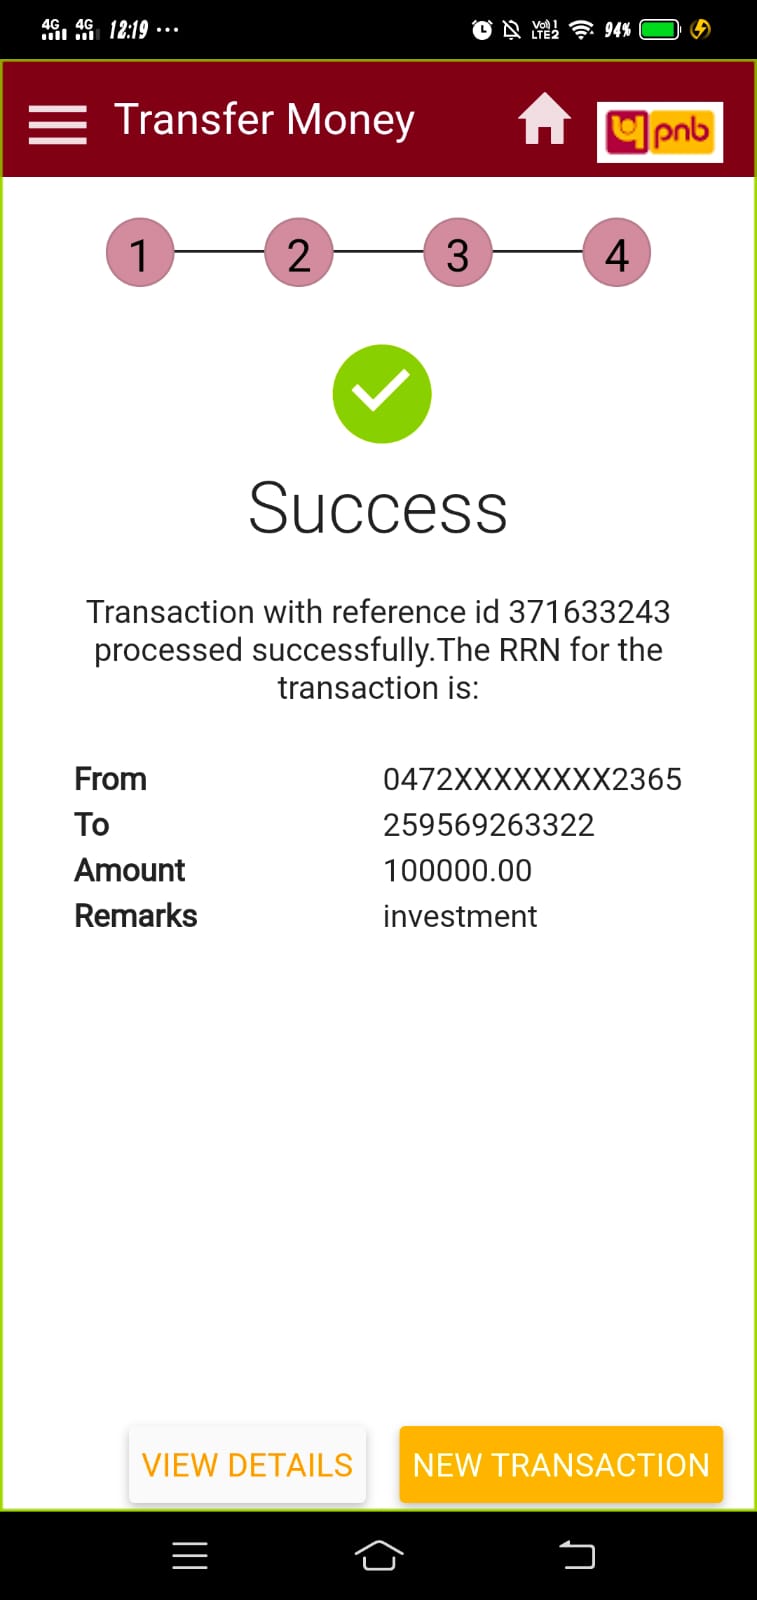 4G 4G 12:19 ... Vo) 1 LTE2 94%
Transfer Money
pnb
1 2 3 4
Success
Transaction with reference id 371633243
processed successfully.The RRN for the
transaction is:
From 0472XXXXXXXX2365
To 259569263322
Amount 100000.00
Remarks investment
VIEW DETAILS NEW TRANSACTION